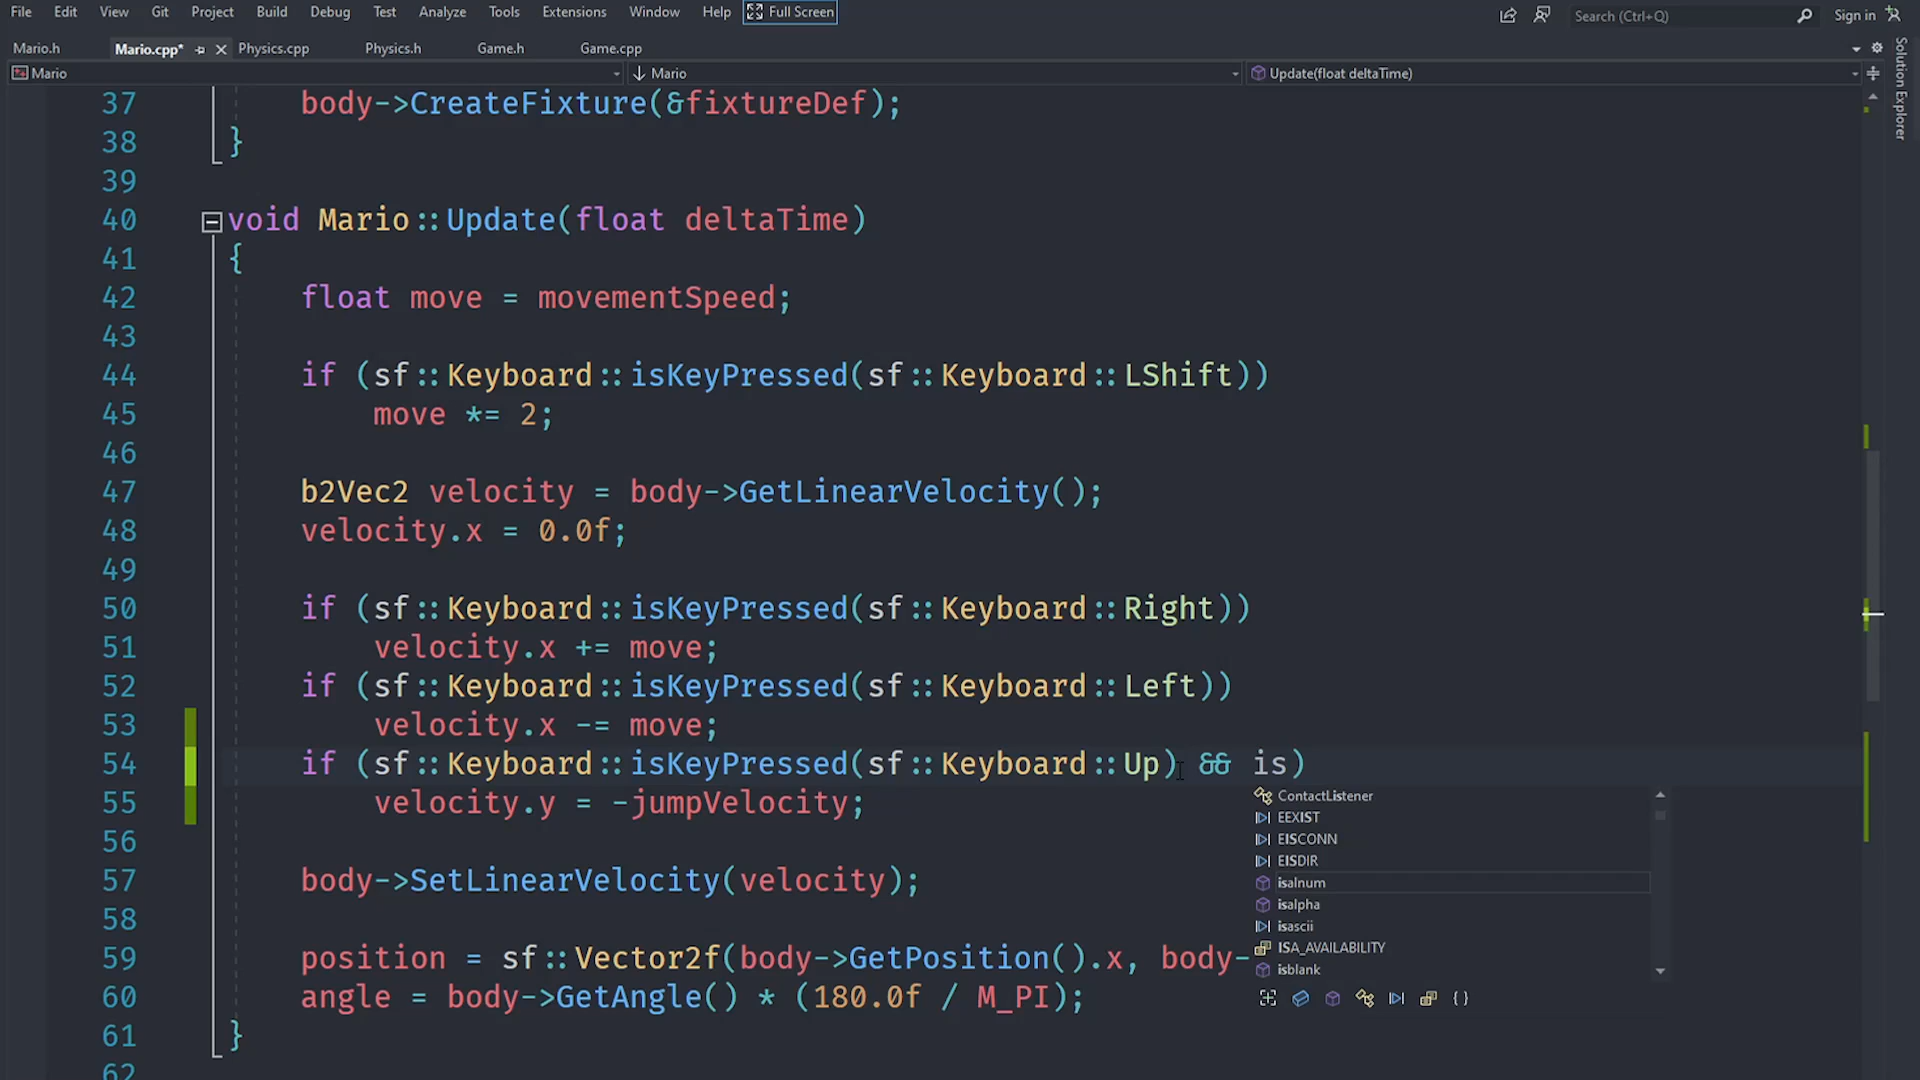 File Edit View Git Project Build Debug Test Analyze Tools Extensions Window Help Full Screen Search (Ctrl+Q) Sign in
Mario.h Mario.cpp* Physics.cpp Physics.h Game.h Game.cpp
Mario Mario Update(float deltaTime)
Solution Explorer
37 body->CreateFixture(&fixtureDef);
38 }
39
40 void Mario::Update(float deltaTime)
41 {
42 float move = movementSpeed;
43
44 if (sf::Keyboard::isKeyPressed(sf::Keyboard::LShift))
45 move *= 2;
46
47 b2Vec2 velocity = body->GetLinearVelocity();
48 velocity.x = 0.0f;
49
50 if (sf::Keyboard::isKeyPressed(sf::Keyboard::Right))
51 velocity.x += move;
52 if (sf::Keyboard::isKeyPressed(sf::Keyboard::Left))
53 velocity.x -= move;
54 if (sf::Keyboard::isKeyPressed(sf::Keyboard::Up) && is)
55 velocity.y = -jumpVelocity;
56
57 body->SetLinearVelocity(velocity);
58
59 position = sf::Vector2f(body->GetPosition().x, body-
60 angle = body->GetAngle() * (180.0f / M_PI);
61 }
62
ContactListener
EEXIST
EISCONN
EISDIR
isalnum
isalpha
isascii
ISA_AVAILABILITY
isblank
{ }